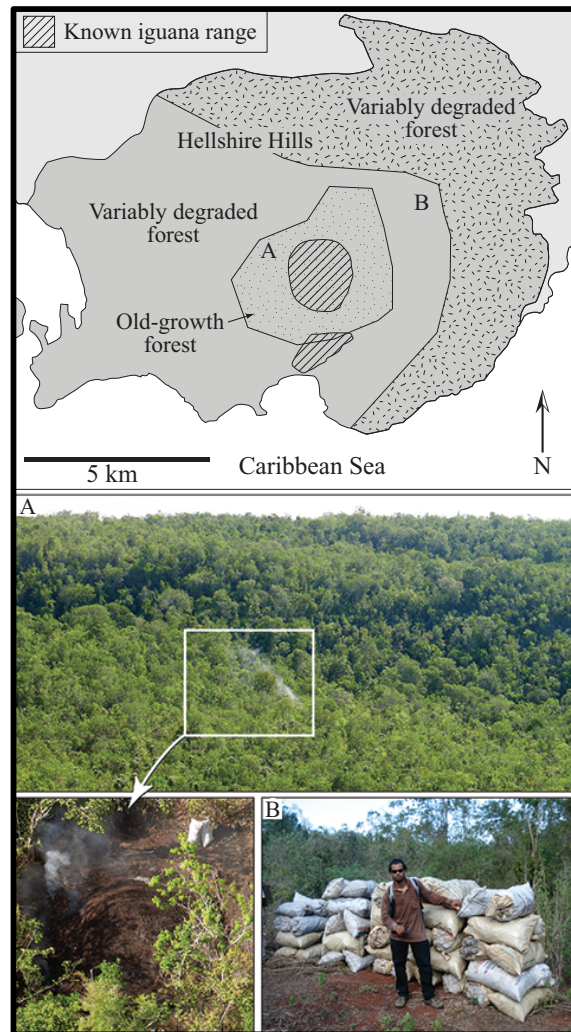 Known iguana range
Variably degraded
forest
Hellshire Hills
B
Variably degraded
forest
A
Old-growth
forest
5 km
Caribbean Sea
N
A
B